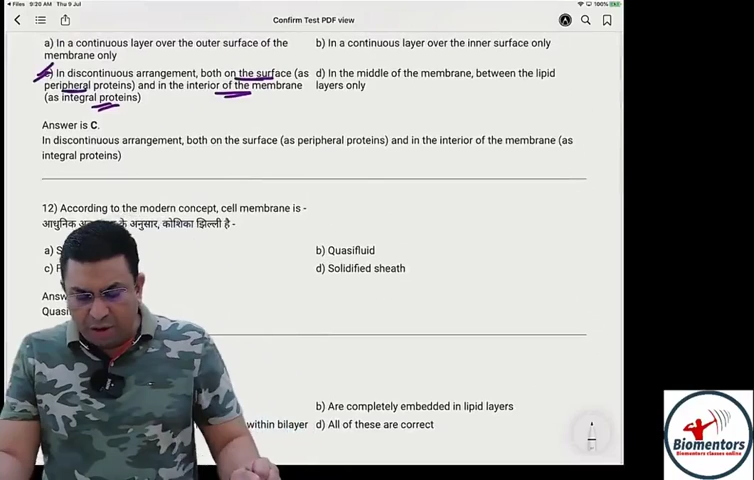 Files 9:20 AM Thu 9 Jul
100%
Confirm Test PDF view
a) In a continuous layer over the outer surface of the membrane only
b) In a continuous layer over the inner surface only
In discontinuous arrangement, both on the surface (as
peripheral proteins) and in the interior of the membrane
(as integral proteins)
d) In the middle of the membrane, between the lipid
layers only
Answer is C.
In discontinuous arrangement, both on the surface (as peripheral proteins) and in the interior of the membrane (as
integral proteins)
12) According to the modern concept, cell membrane is -
आधुनिक के अनुसार, कोशिका झिल्ली है -
a)
b) Quasifluid
c)
d) Solidified sheath
b) Are completely embedded in lipid layers
within bilayer
d) All of these are correct
Biomentors
Biomentors classes online